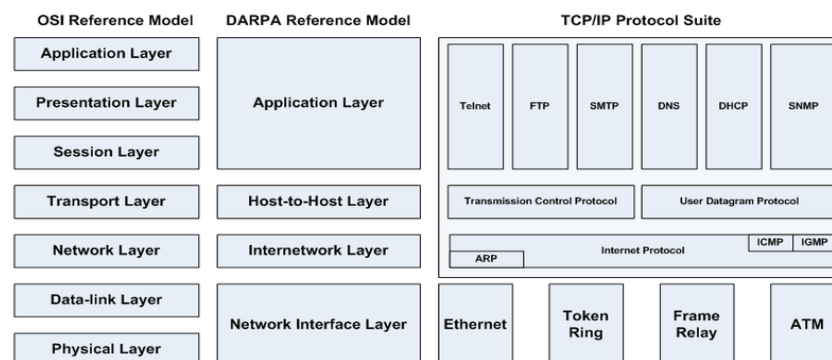 OSI Reference Model
DARPA Reference Model
TCP/IP Protocol Suite
Application Layer
Presentation Layer
Session Layer
Transport Layer
Network Layer
Data-link Layer
Physical Layer
Application Layer
Host-to-Host Layer
Internetwork Layer
Network Interface Layer
Telnet
FTP
SMTP
DNS
DHCP
SNMP
Transmission Control Protocol
User Datagram Protocol
Internet Protocol
ICMP
IGMP
ARP
Ethernet
Token
Ring
Frame
Relay
ATM